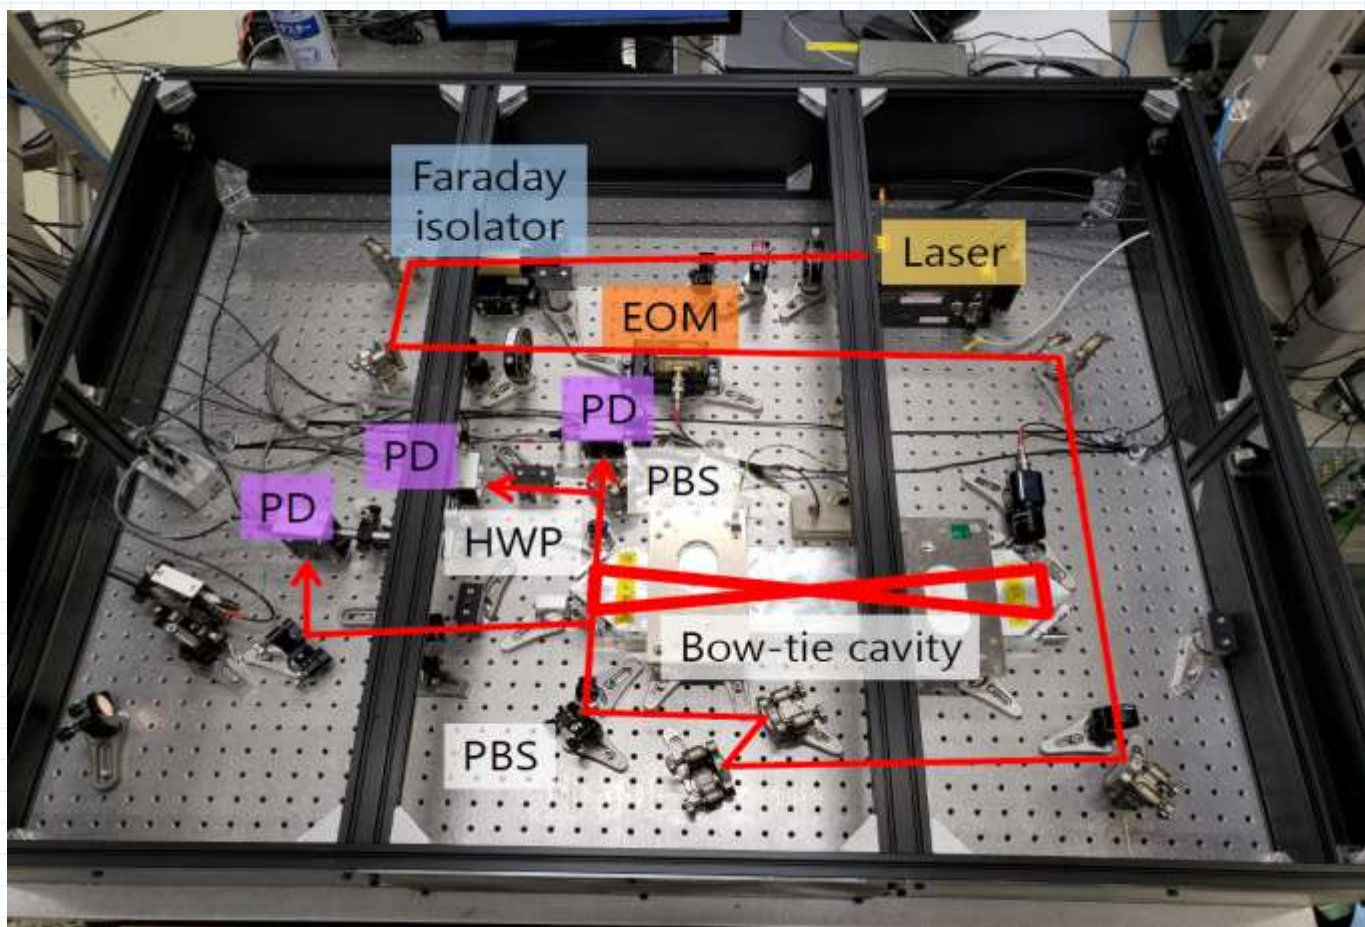 Faraday
isolator
Laser
EOM
PD
PD
PBS
PD
HWP
Bow-tie cavity
PBS